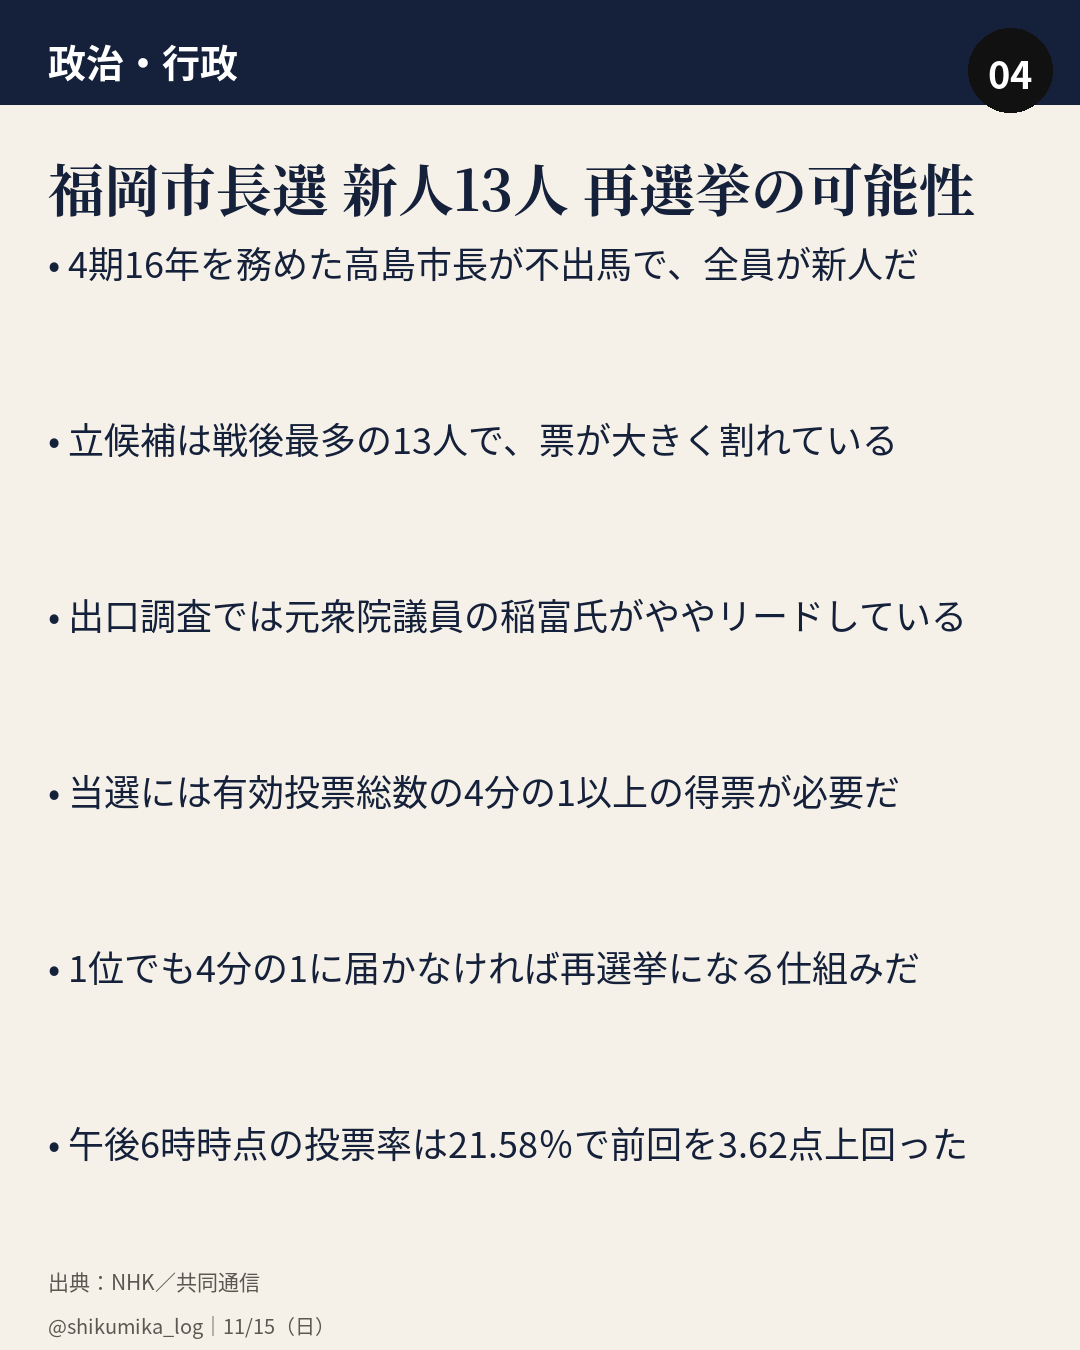 政治・行政
04
福岡市長選 新人13人 再選挙の可能性
• 4期16年を務めた高島市長が不出馬で、全員が新人だ
• 立候補は戦後最多の13人で、票が大きく割れている
• 出口調査では元衆院議員の稲富氏がややリードしている
• 当選には有効投票総数の4分の1以上の得票が必要だ
• 1位でも4分の1に届かなければ再選挙になる仕組みだ
• 午後6時時点の投票率は21.58%で前回を3.62点上回った
出典：NHK／共同通信
@shikumika_log｜11/15（日）